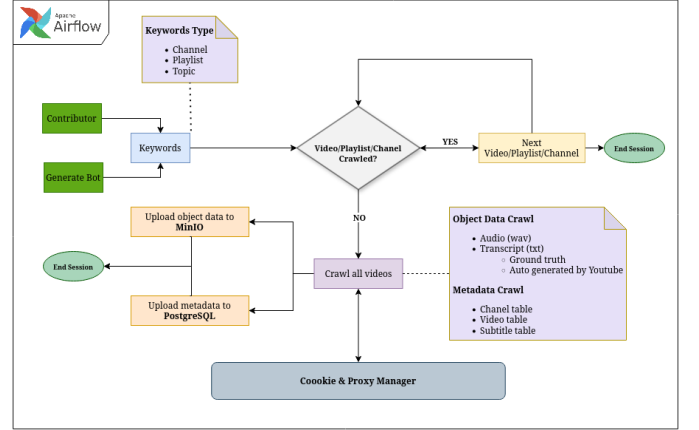 Apache
Airflow
Keywords Type
Channel
Playlist
Topic
Contributor
Generate Bot
Keywords
Video/Playlist/Chanel
Crawled?
YES
Next
Video/Playlist/Channel
End Session
NO
Upload object data to
MinIO
End Session
Upload metadata to
PostgreSQL
Crawl all videos
Object Data Crawl
Audio (wav)
Transcript (txt)
Ground truth
Auto generated by Youtube
Metadata Crawl
Chanel table
Video table
Subtitle table
Coookie & Proxy Manager